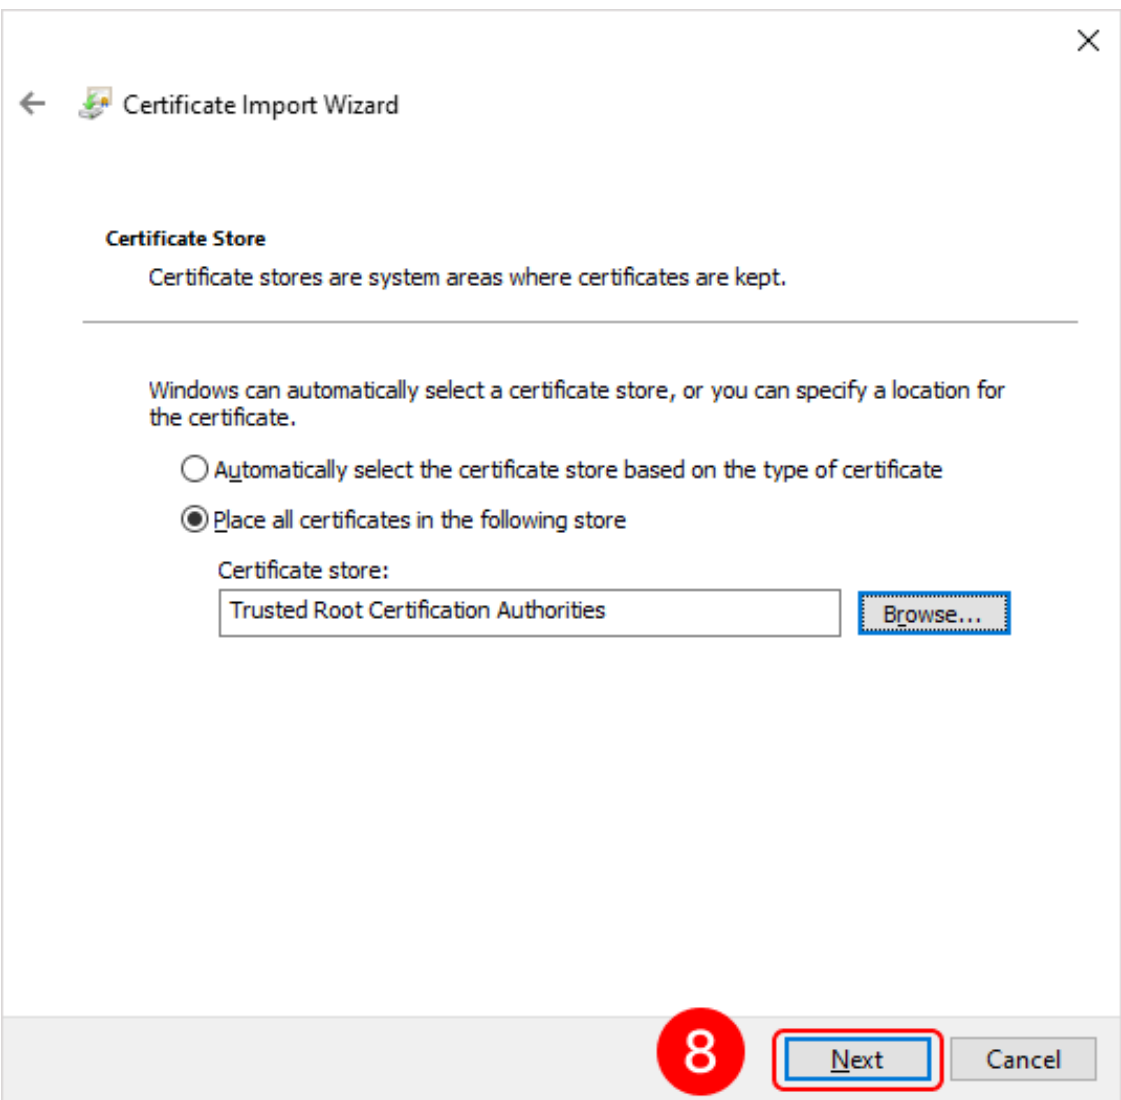 Certificate Import Wizard
Certificate Store
Certificate stores are system areas where certificates are kept.
Windows can automatically select a certificate store, or you can specify a location for
the certificate.
Automatically select the certificate store based on the type of certificate
Place all certificates in the following store
Certificate store:
Trusted Root Certification Authorities
Browse...
8
Next
Cancel